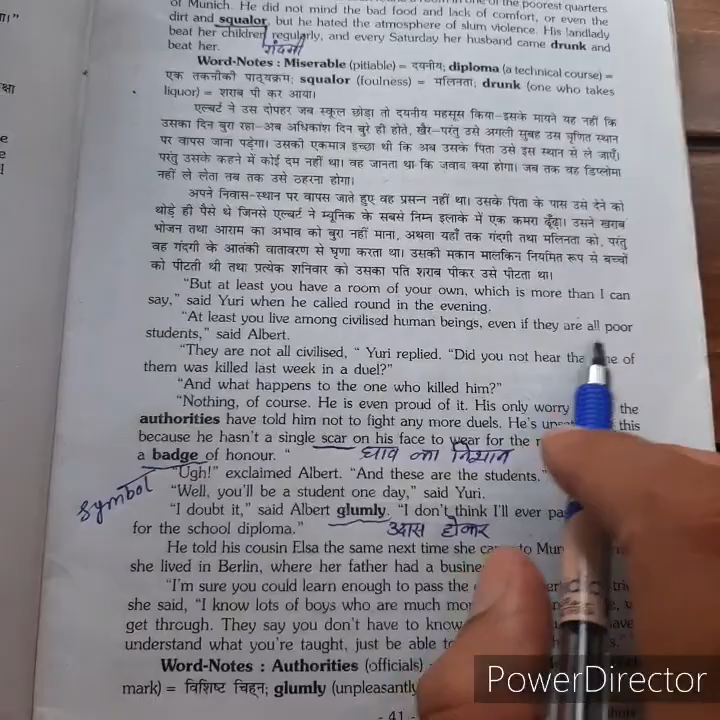 poorest quarters
of Munich. He did not mind the bad food and lack of comfort, or even the
dirt and squalor, but he hated the atmosphere of slum violence. His landlady
beat her children regularly, and every Saturday her husband came drunk and
beat her.
गंदगी
Word-Notes : Miserable (pitiable) = दयनीय; diploma (a technical course) =
एक तकनीकी पाठ्यक्रम; squalor (foulness) = मलिनता; drunk (one who takes
liquor) = शराब पी कर आया।
एल्बर्ट ने उस दोपहर जब स्कूल छोड़ा तो दयनीय महसूस किया-इसके मायने यह नहीं कि
उसका दिन बुरा रहा-अब अधिकांश दिन बुरे ही होते, खैर-परंतु उसे अगली सुबह उस घृणित स्थान
पर वापस जाना पड़ेगा। उसकी एकमात्र इच्छा थी कि अब उसके पिता उसे इस स्थान से ले जाएँ।
परंतु उसके कहने में कोई दम नहीं था। वह जानता था कि जवाब क्या होगा। जब तक वह डिप्लोमा
नहीं ले लेता तब तक उसे ठहरना होगा।
अपने निवास-स्थान पर वापस जाते हुए वह प्रसन्न नहीं था। उसके पिता के पास उसे देने को
थोड़े ही पैसे थे जिनसे एल्बर्ट ने म्यूनिक के सबसे निम्न इलाके में एक कमरा ढूँढ़ा। उसने खराब
भोजन तथा आराम का अभाव को बुरा नहीं माना, अथवा यहाँ तक गंदगी तथा मलिनता को, परंतु
वह गंदगी के आतंकी वातावरण से घृणा करता था। उसकी मकान मालकिन नियमित रूप से बच्चों
को पीटती थी तथा प्रत्येक शनिवार को उसका पति शराब पीकर उसे पीटता था।
"But at least you have a room of your own, which is more than I can
say," said Yuri when he called round in the evening.
"At least you live among civilised human beings, even if they are all poor
students," said Albert.
"They are not all civilised, " Yuri replied. "Did you not hear of
them was killed last week in a duel?"
"And what happens to the one who killed him?"
"Nothing, of course. He is even proud of it. His only worry the
authorities have told him not to fight any more duels. He's this
because he hasn't a single scar on his face to wear for the
a badge of honour. "
घाव का निशान
"Ugh!" exclaimed Albert. "And these are the students."
Symbol
"Well, you'll be a student one day," said Yuri.
"I doubt it," said Albert glumly. "I don't think I'll ever
for the school diploma."
उदास होकर
He told his cousin Elsa the same next time she to
she lived in Berlin, where her father had a
"I'm sure you could learn enough to pass the
she said, "I know lots of boys who are much
get through. They say you don't have to know
understand what you're taught, just be able
Word-Notes : Authorities (officials)
mark) = विशिष्ट चिह्न; glumly (unpleasantly
- 41 -
PowerDirector